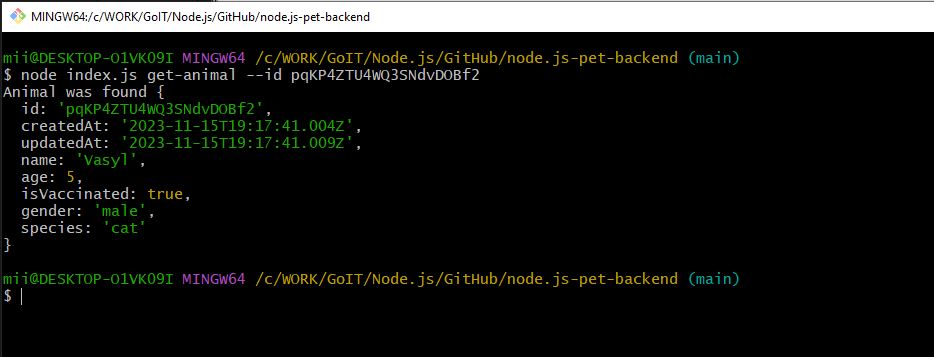 MINGW64:/c/WORK/GoIT/Node.js/GitHub/node.js-pet-backend
mii@DESKTOP-O1VKO9I MINGW64 /c/WORK/GoIT/Node.js/GitHub/node.js-pet-backend (main)
$ node index.js get-animal --id pqKP4ZTU4WQ3SNdvDOBf2
Animal was found {
  id: 'pqKP4ZTU4WQ3SNdvDOBf2',
  createdAt: '2023-11-15T19:17:41.004Z',
  updatedAt: '2023-11-15T19:17:41.009Z',
  name: 'Vasyl',
  age: 5,
  isVaccinated: true,
  gender: 'male',
  species: 'cat'
}
mii@DESKTOP-O1VKO9I MINGW64 /c/WORK/GoIT/Node.js/GitHub/node.js-pet-backend (main)
$